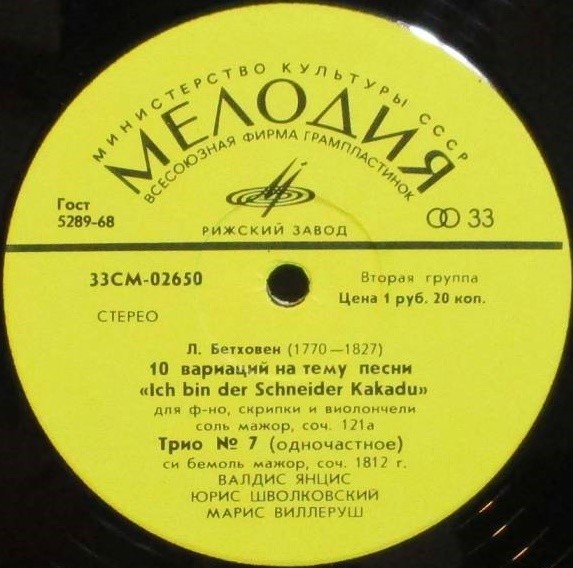 МИНИСТЕРСТВО КУЛЬТУРЫ СССР
МЕЛОДИЯ
ВСЕСОЮЗНАЯ ФИРМА ГРАМПЛАСТИНОК
Гост
5289-68
33
РИЖСКИЙ ЗАВОД
33СМ-02650
Вторая группа
Цена 1 руб. 20 коп.
СТЕРЕО
Л. Бетховен (1770—1827)
10 вариаций на тему песни
«Ich bin der Schneider Kakadu»
для ф-но, скрипки и виолончели
соль мажор, соч. 121а
Трио № 7 (одночастное)
си бемоль мажор, соч. 1812 г.
ВАЛДИС ЯНЦИС
ЮРИС ШВОЛКОВСКИЙ
МАРИС ВИЛЛЕРУШ